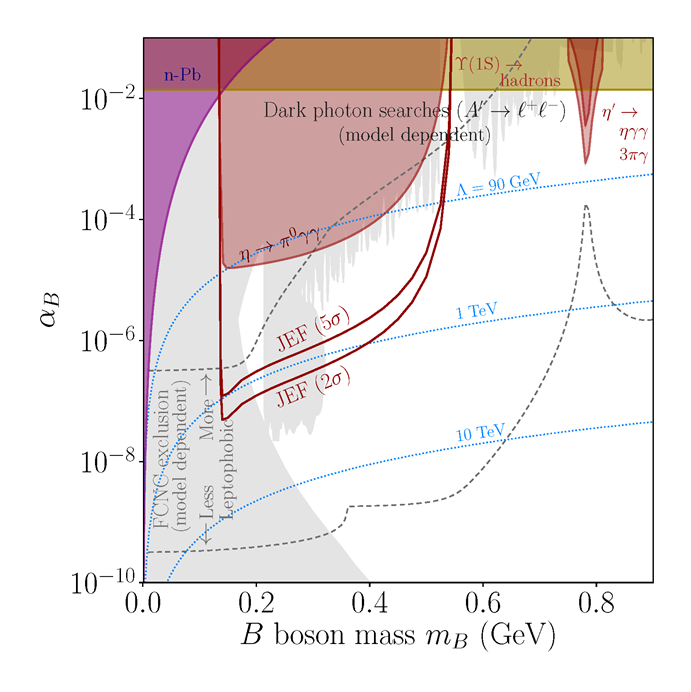 n-Pb
ϒ(1S) →
hadrons
Dark photon searches (A′ → ℓ⁺ℓ⁻)
(model dependent)
η′ →
ηγγ
3πγ
Λ = 90 GeV
η → π⁰γγ
1 TeV
JEF (5σ)
JEF (2σ)
10 TeV
FCNC exclusion
(model dependent)
←Less More→
Leptophobic
10⁻²
10⁻⁴
10⁻⁶
10⁻⁸
10⁻¹⁰
α_B
0.0 0.2 0.4 0.6 0.8
B boson mass m_B (GeV)